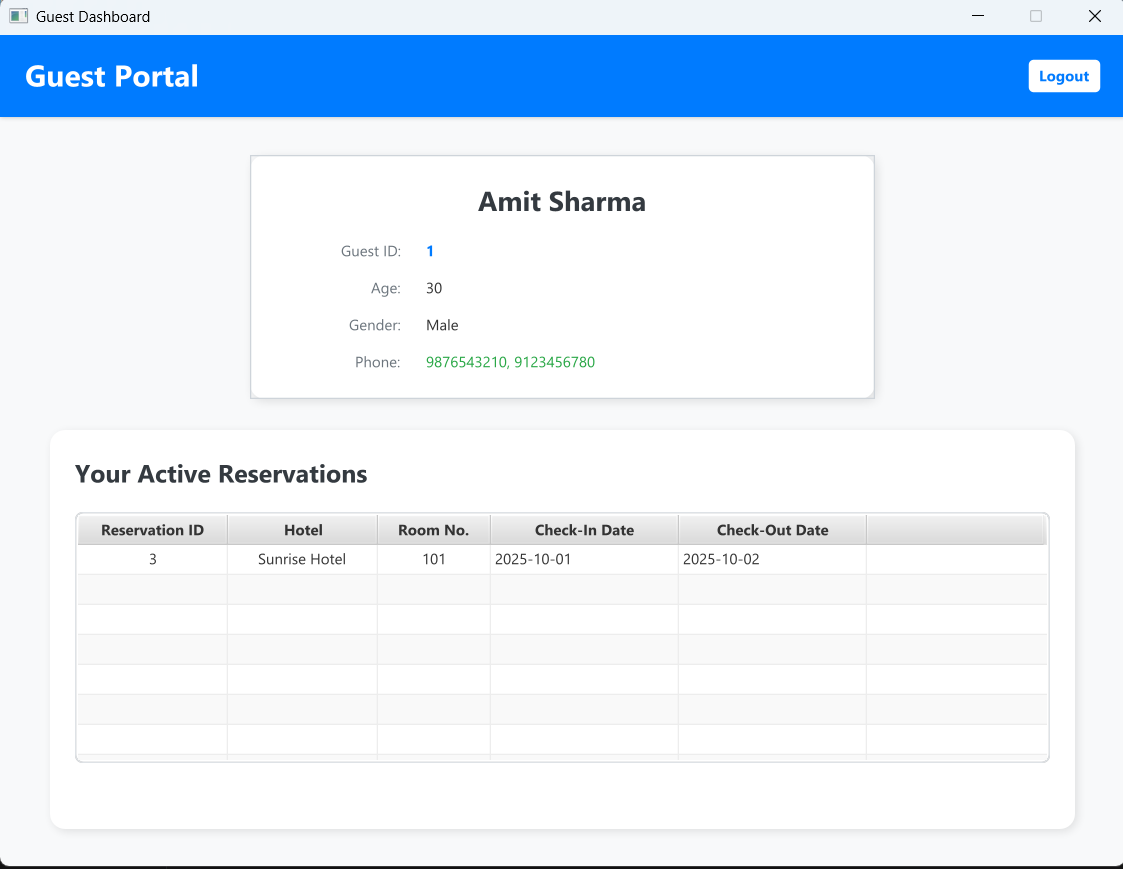 Guest Dashboard
Guest Portal
Logout
Amit Sharma
Guest ID: 1
Age: 30
Gender: Male
Phone: 9876543210, 9123456780
Your Active Reservations
Reservation ID Hotel Room No. Check-In Date Check-Out Date
3 Sunrise Hotel 101 2025-10-01 2025-10-02